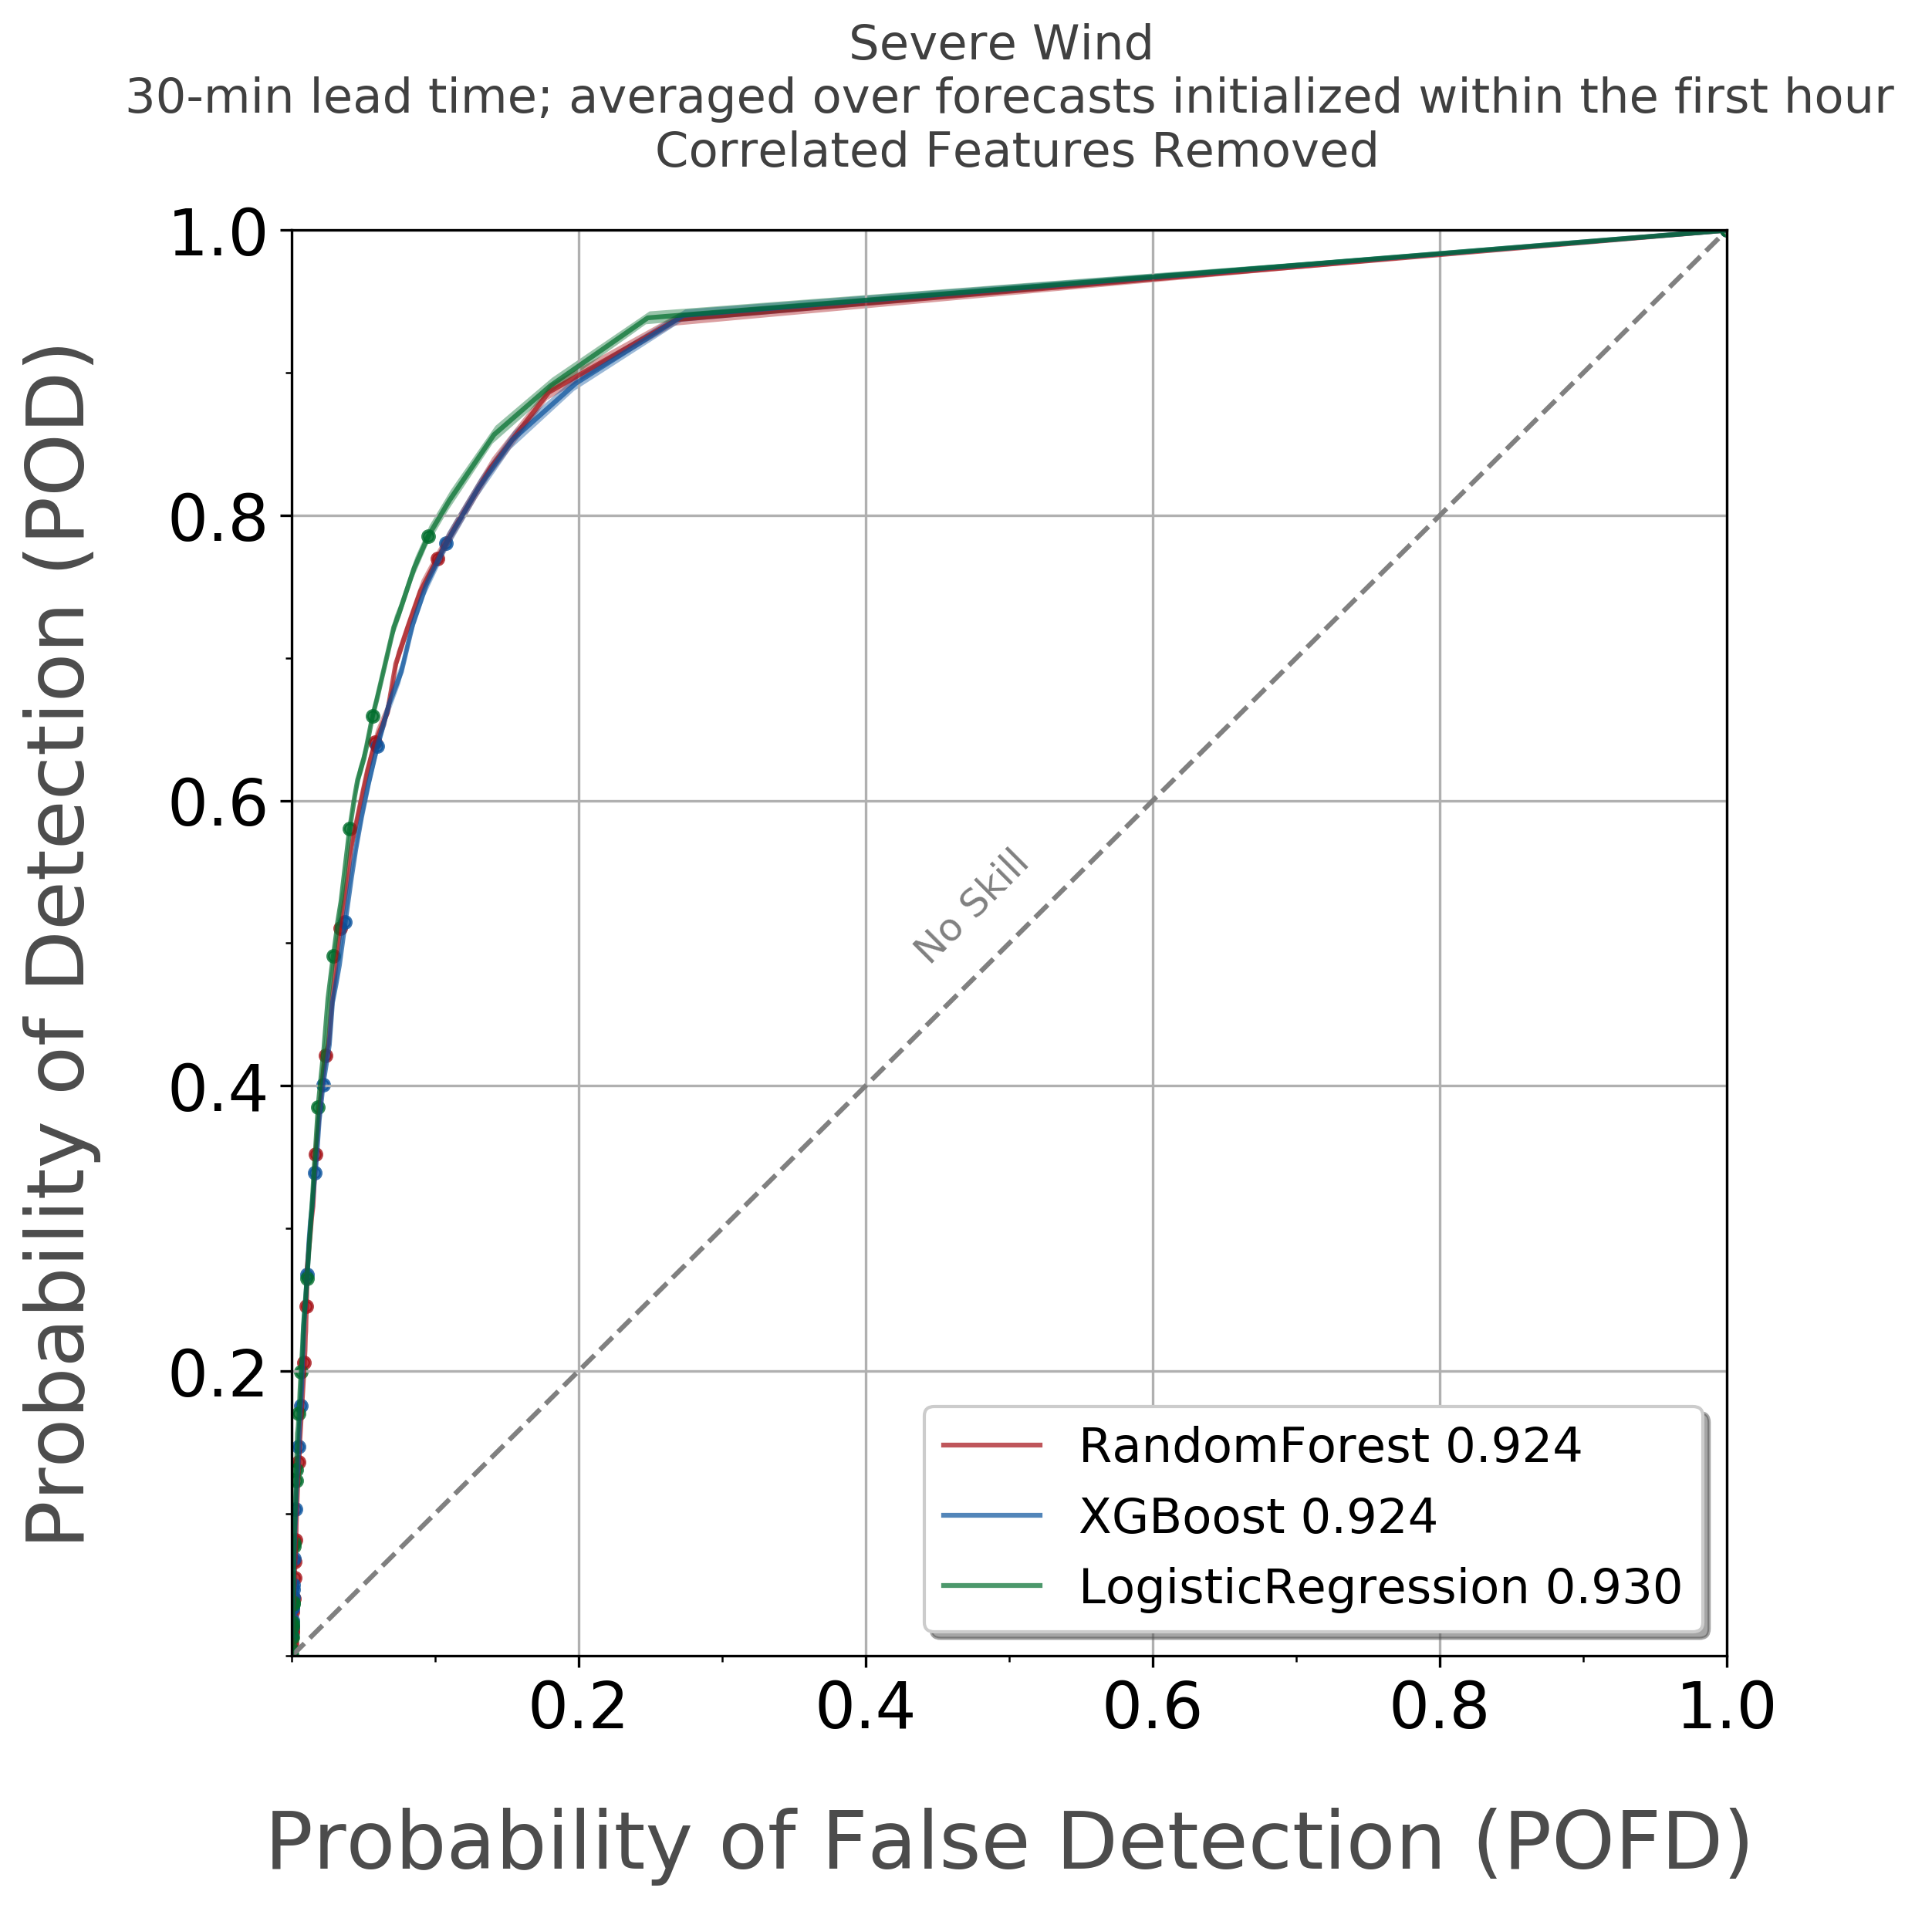 Severe Wind
30-min lead time; averaged over forecasts initialized within the first hour
Correlated Features Removed
Probability of Detection (POD)
1.0
0.8
0.6
0.4
0.2
No Skill
RandomForest 0.924
XGBoost 0.924
LogisticRegression 0.930
0.2 0.4 0.6 0.8 1.0
Probability of False Detection (POFD)